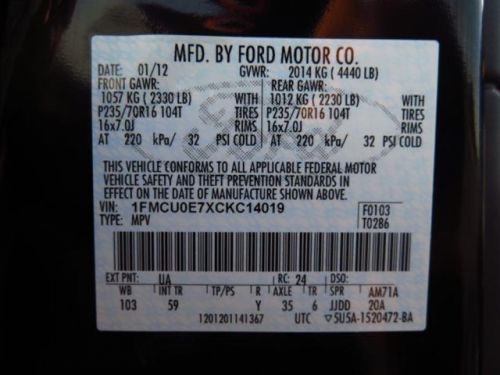 MFD. BY FORD MOTOR CO.
DATE: 01/12 GVWR: 2014 KG ( 4440 LB)
FRONT GAWR: REAR GAWR:
1057 KG ( 2330 LB) WITH 1012 KG ( 2230 LB) WITH
P235/70R16 104T TIRES P235/70R16 104T TIRES
16x7.0J RIMS 16x7.0J RIMS
AT 220 kPa/ 32 PSI COLD AT 220 kPa/ 32 PSI COLD
THIS VEHICLE CONFORMS TO ALL APPLICABLE FEDERAL MOTOR
VEHICLE SAFETY AND THEFT PREVENTION STANDARDS IN
EFFECT ON THE DATE OF MANUFACTURE SHOWN ABOVE.
VIN: 1FMCU0E7XCKC14019 F0103
TYPE: MPV T0286
EXT PNT: UA RC: 24 DSO:
WB INT TR TP/PS R AXLE TR SPR AM71A
103 59 Y 35 6 JJDD 20A
1201201141367 UTC 5U5A-1520472-BA